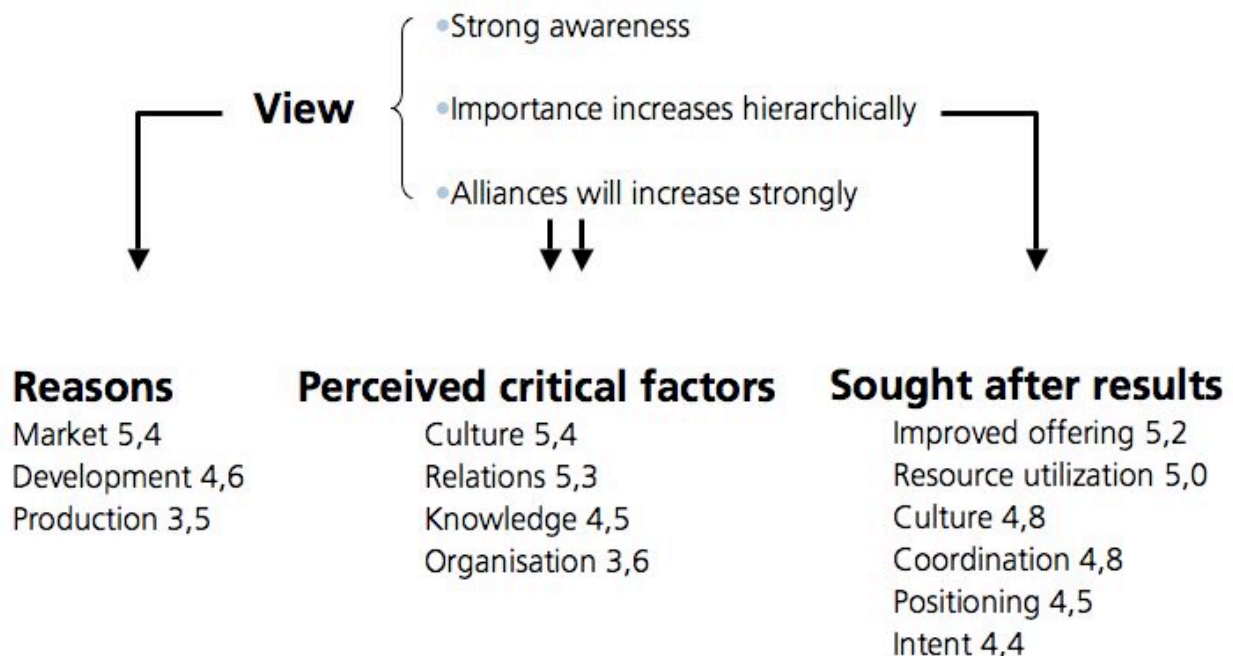 •Strong awareness
View
•Importance increases hierarchically
•Alliances will increase strongly
Reasons
Market 5,4
Development 4,6
Production 3,5
Perceived critical factors
Culture 5,4
Relations 5,3
Knowledge 4,5
Organisation 3,6
Sought after results
Improved offering 5,2
Resource utilization 5,0
Culture 4,8
Coordination 4,8
Positioning 4,5
Intent 4,4